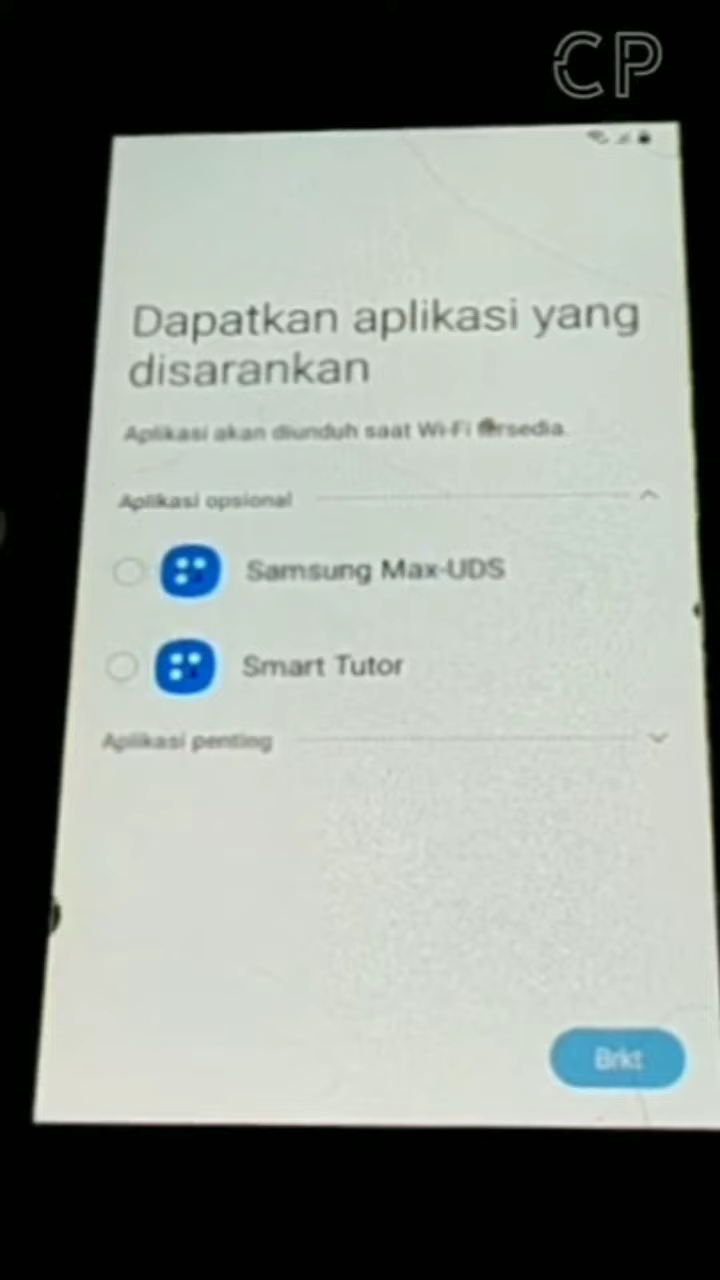 CP
Dapatkan aplikasi yang
disarankan
Aplikasi akan diunduh saat Wi-Fi tersedia.
Aplikasi opsional
Samsung Max-UDS
Smart Tutor
Aplikasi penting
Brkt